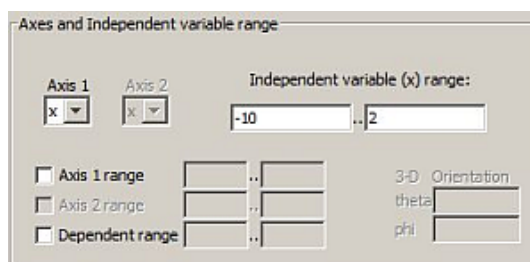 Axes and Independent variable range
Axis 1 Axis 2 Independent variable (x) range:
x x -10 .. 2
Axis 1 range ..
Axis 2 range ..
Dependent range ..
3-D Orientation
theta
phi